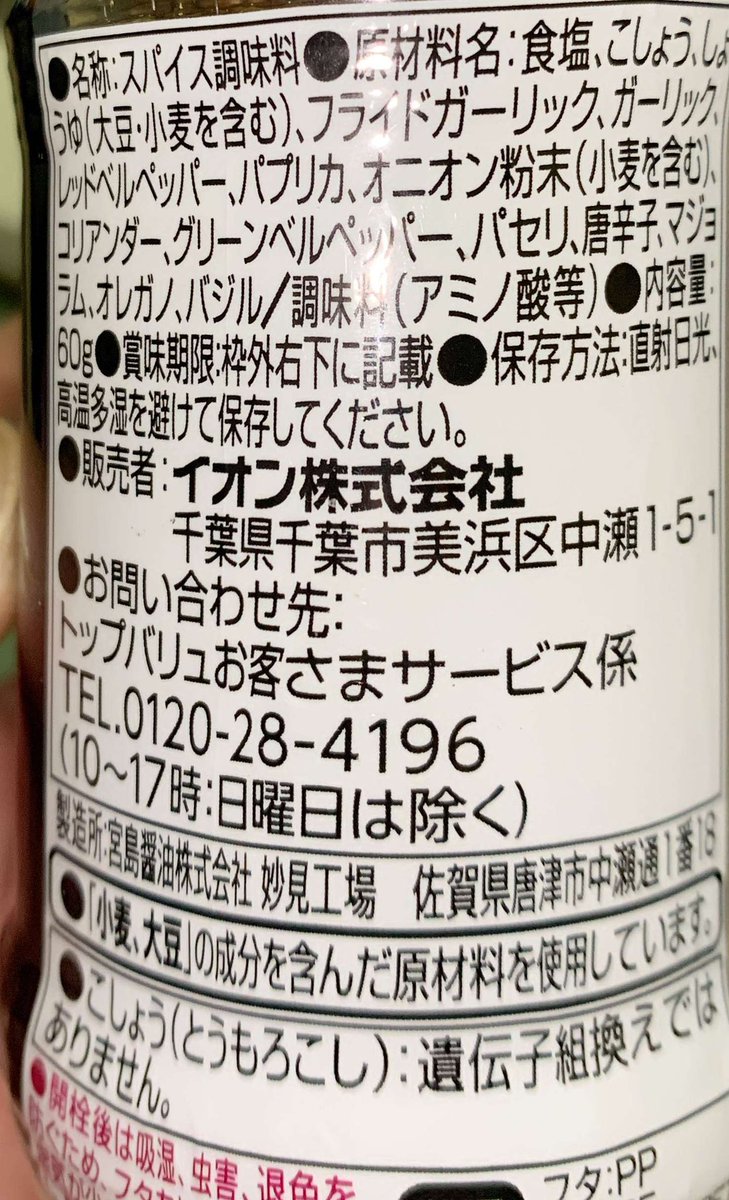 ●名称:スパイス調味料●原材料名:食塩、こしょう、しょ
うゆ(大豆・小麦を含む)、フライドガーリック、ガーリック、
レッドベルペッパー、パプリカ、オニオン粉末(小麦を含む)、
コリアンダー、グリーンベルペッパー、パセリ、唐辛子、マジョ
ラム、オレガノ、バジル/調味料(アミノ酸等)●内容量:
60g●賞味期限:枠外右下に記載●保存方法:直射日光、
高温多湿を避けて保存してください。
●販売者:イオン株式会社
千葉県千葉市美浜区中瀬1-5-1
●お問い合わせ先:
トップバリュお客さまサービス係
TEL.0120-28-4196
(10~17時:日曜日は除く)
製造所:宮島醤油株式会社 妙見工場 佐賀県唐津市中瀬通1番18
●「小麦、大豆」の成分を含んだ原材料を使用しています。
●こしょう(とうもろこし):遺伝子組換えでは
ありません。
●開栓後は吸湿、虫害、退色を
防ぐため、フタを
フタ:PP